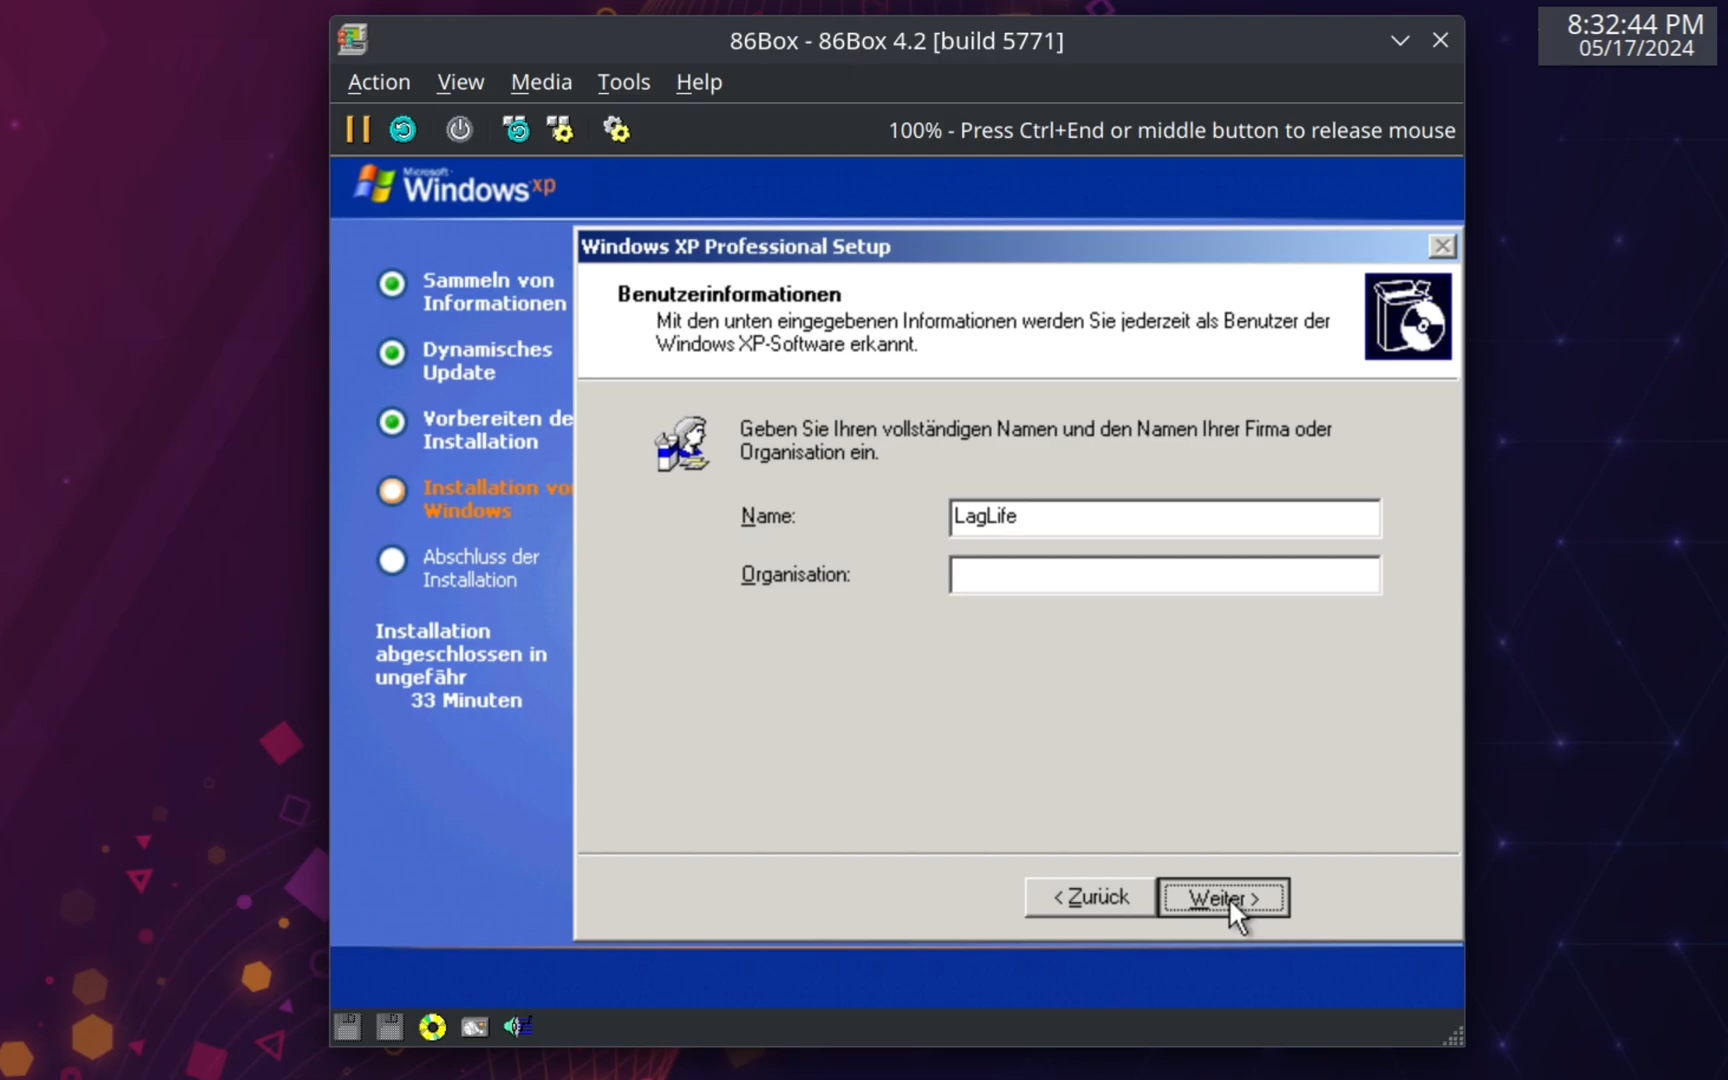 8:32:44 PM
05/17/2024
86Box - 86Box 4.2 [build 5771]
Action View Media Tools Help
100% - Press Ctrl+End or middle button to release mouse
Microsoft
Windows xp
Windows XP Professional Setup
Sammeln von
Informationen
Dynamisches
Update
Vorbereiten de
Installation
Installation vo
Windows
Abschluss der
Installation
Installation
abgeschlossen in
ungefähr
33 Minuten
Benutzerinformationen
Mit den unten eingegebenen Informationen werden Sie jederzeit als Benutzer der
Windows XP-Software erkannt.
Geben Sie Ihren vollständigen Namen und den Namen Ihrer Firma oder
Organisation ein.
Name: LagLife
Organisation:
< Zurück Weiter >